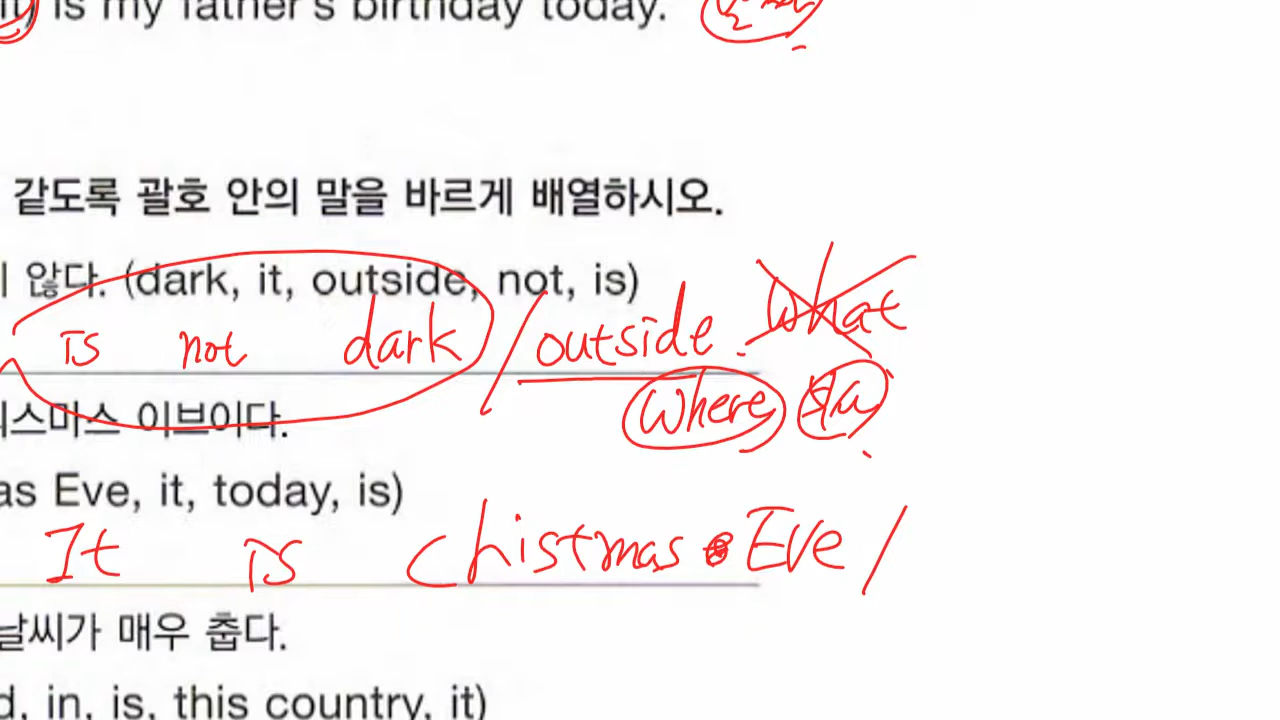 is my father's birthday today.
같도록 괄호 안의 말을 바르게 배열하시오.
않다. (dark, it, outside, not, is)
is not dark / outside. What
Where
스마스 이브이다.
as Eve, it, today, is)
It is Chistmas Eve /
날씨가 매우 춥다.
in, is, this country, it)